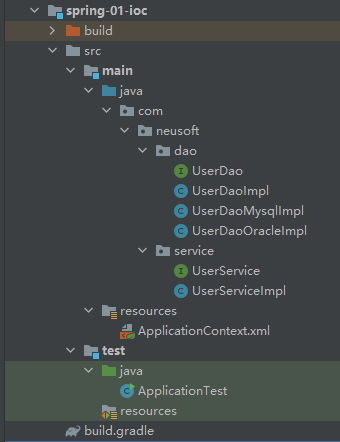 spring-01-ioc
build
src
main
java
com
neusoft
dao
UserDao
UserDaoImpl
UserDaoMysqlImpl
UserDaoOracleImpl
service
UserService
UserServiceImpl
resources
ApplicationContext.xml
test
java
ApplicationTest
resources
build.gradle